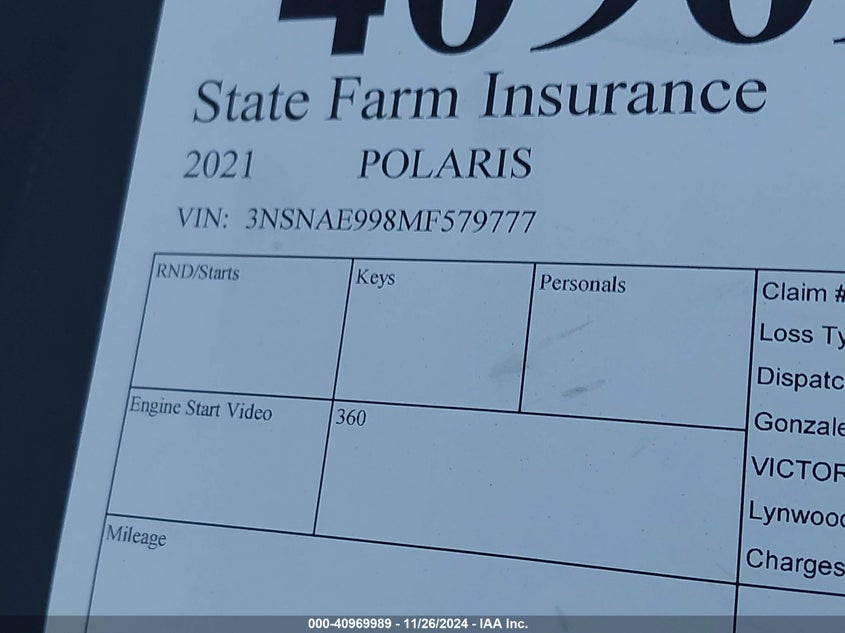 State Farm Insurance
2021 POLARIS
VIN: 3NSNAE998MF579777
RND/Starts
Keys
Personals
Claim #
Loss Ty
Dispatc
Engine Start Video
360
Gonzale
VICTOR
Lynwood
Charges
Mileage
000-40969989 - 11/26/2024 - IAA Inc.